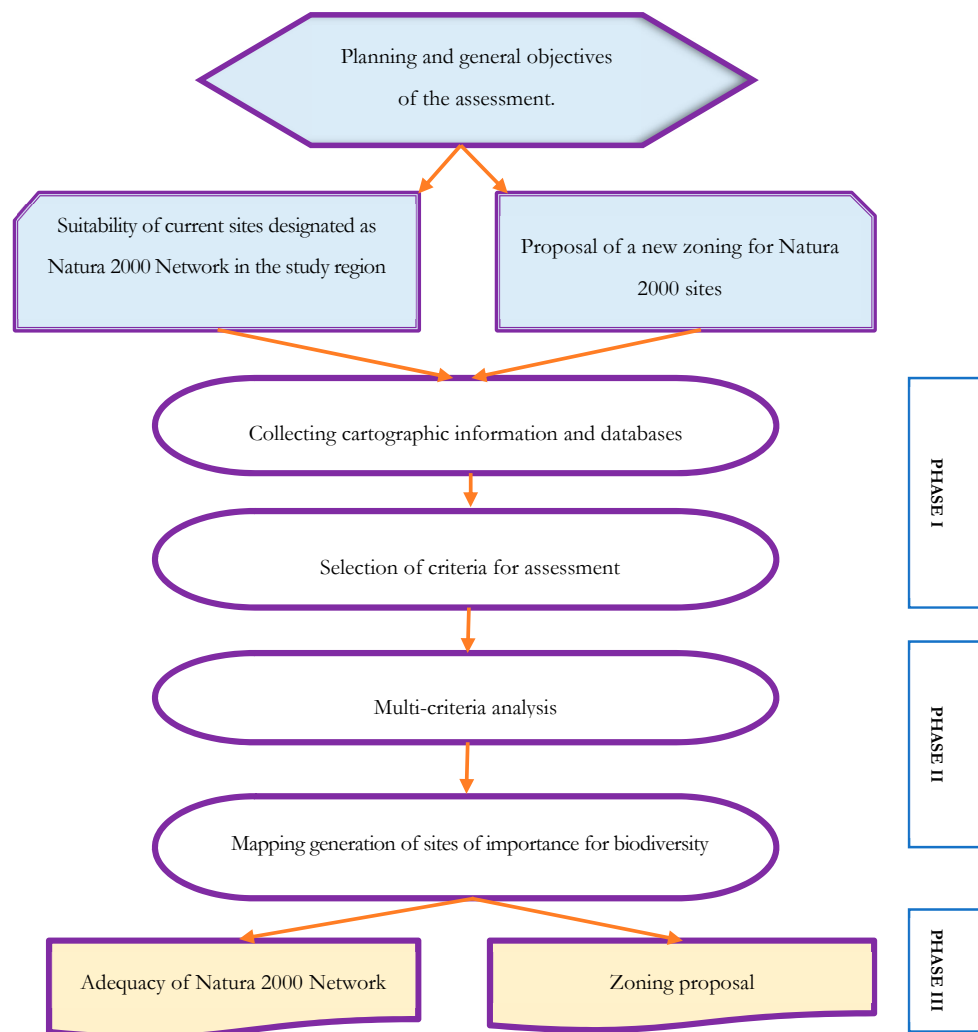 Planning and general objectives
of the assessment.
Suitability of current sites designated as
Natura 2000 Network in the study region
Proposal of a new zoning for Natura
2000 sites
Collecting cartographic information and databases
Selection of criteria for assessment
PHASE I
Multi-criteria analysis
Mapping generation of sites of importance for biodiversity
PHASE II
Adequacy of Natura 2000 Network
Zoning proposal
PHASE III